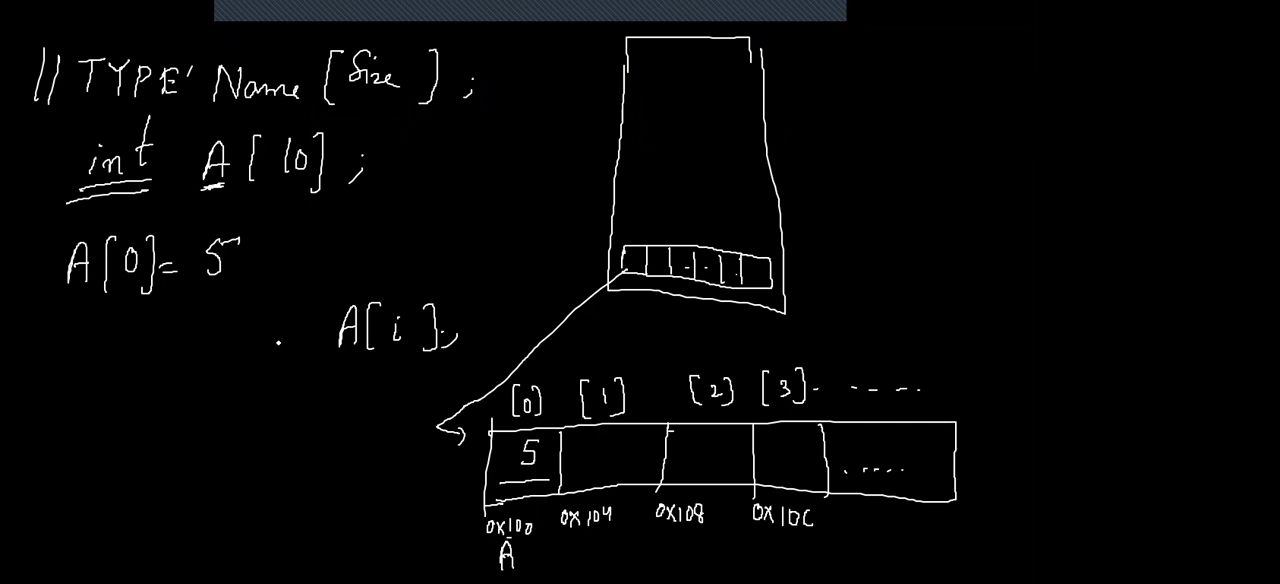 // TYPE' Name [Size];
int A[10];
A[0]= 5
A[i];
[0] [1] [2] [3]. -----
5 .----
0x100 0x104 0x108 0x10C
A